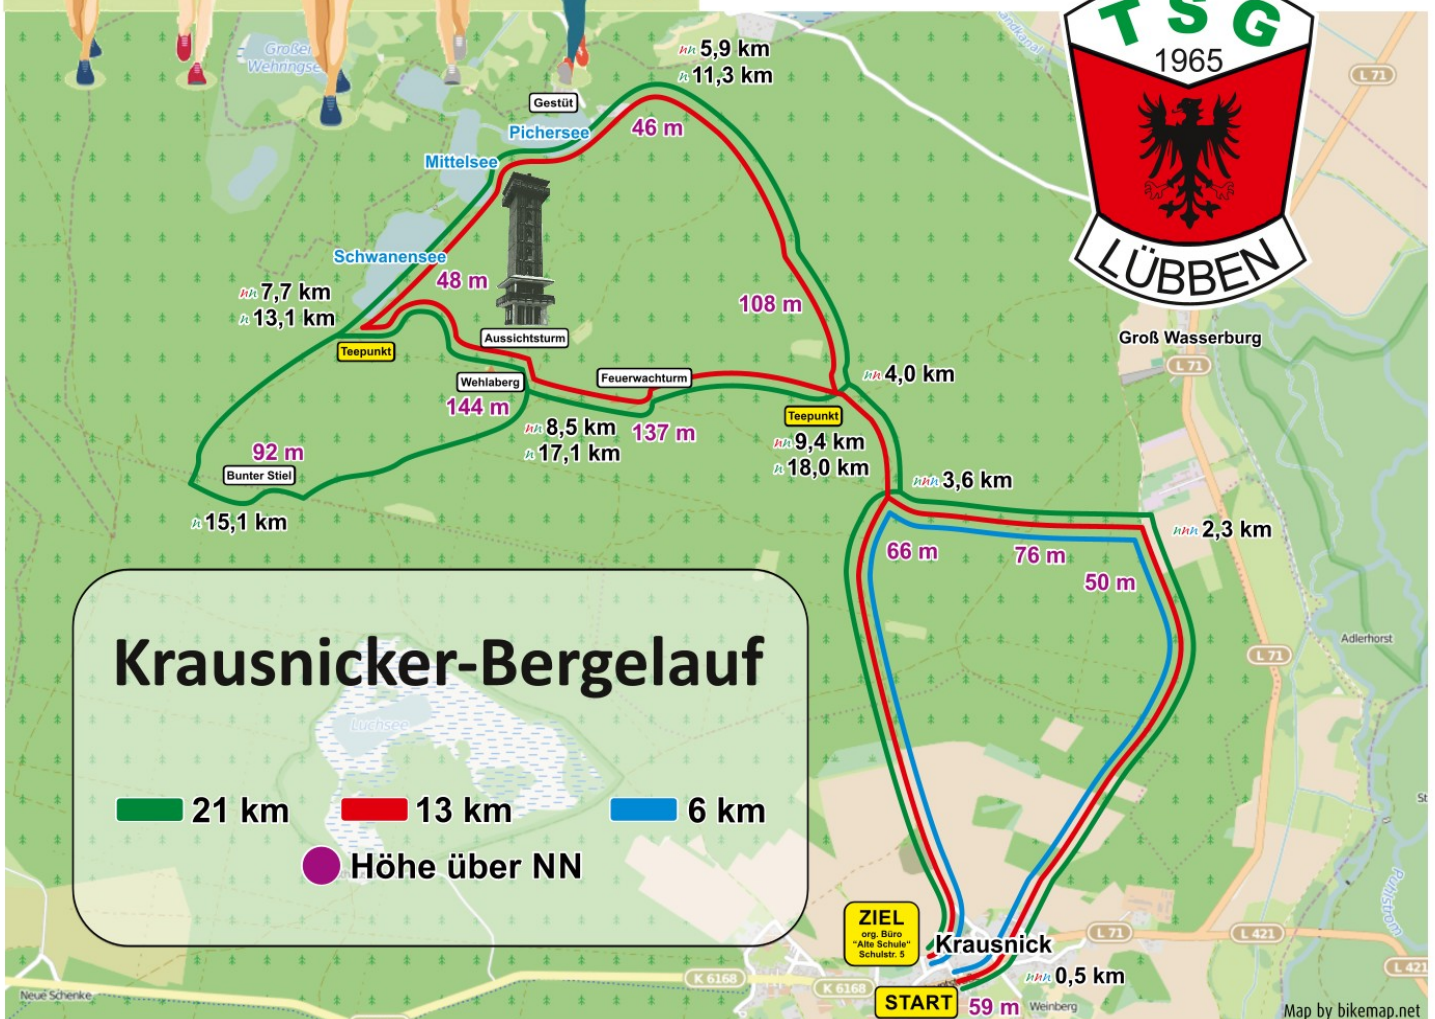 TSG
1965
LÜBBEN
L 71
Großer
Wehringsee
5,9 km
11,3 km
Gestüt
Pichersee
46 m
Mittelsee
Schwanensee
48 m
7,7 km
13,1 km
108 m
Teepunkt
Aussichtsturm
Groß Wasserburg
L 71
Wehlaberg
Feuerwachturm
4,0 km
144 m
Teepunkt
8,5 km
137 m
17,1 km
9,4 km
18,0 km
92 m
Bunter Stiel
15,1 km
3,6 km
2,3 km
66 m
76 m
50 m
Adlerhorst
L 71
Krausnicker-Bergelauf
Luchsee
21 km
13 km
6 km
Höhe über NN
ZIEL
org. Büro
"Alte Schule"
Schulstr. 5
Krausnick
L 71
L 421
L 421
K 6168
K 6168
0,5 km
START
59 m
Weinberg
Neue Schenke
Map by bikemap.net